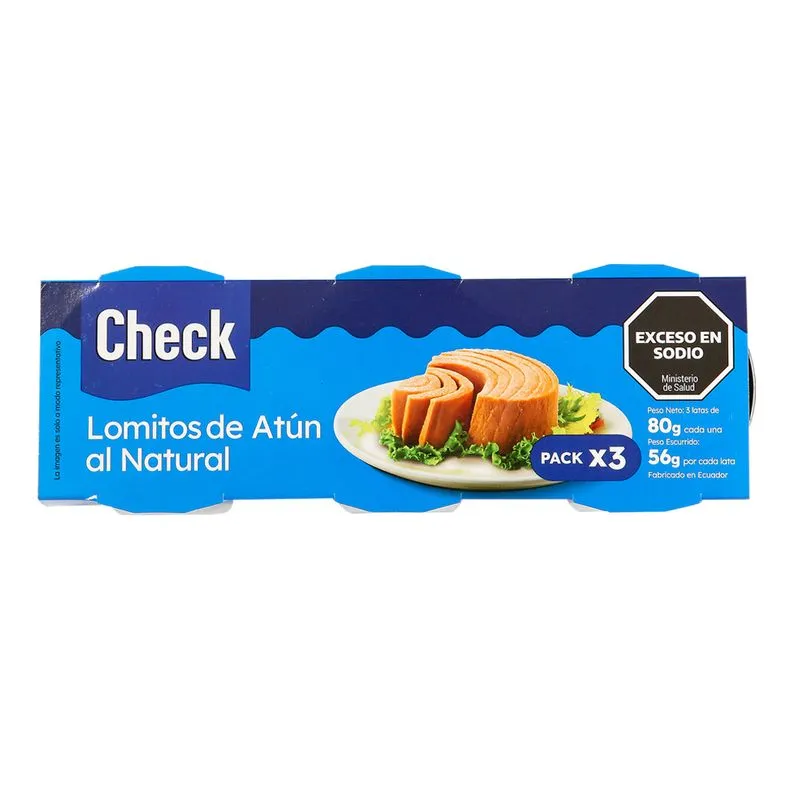 Check
Lomitos de Atún
al Natural
La imagen es solo a modo representativo
PACK X3
EXCESO EN
SODIO
Ministerio
de Salud
Peso Neto: 3 latas de
80g cada una
Peso Escurrido:
56g por cada lata
Fabricado en Ecuador